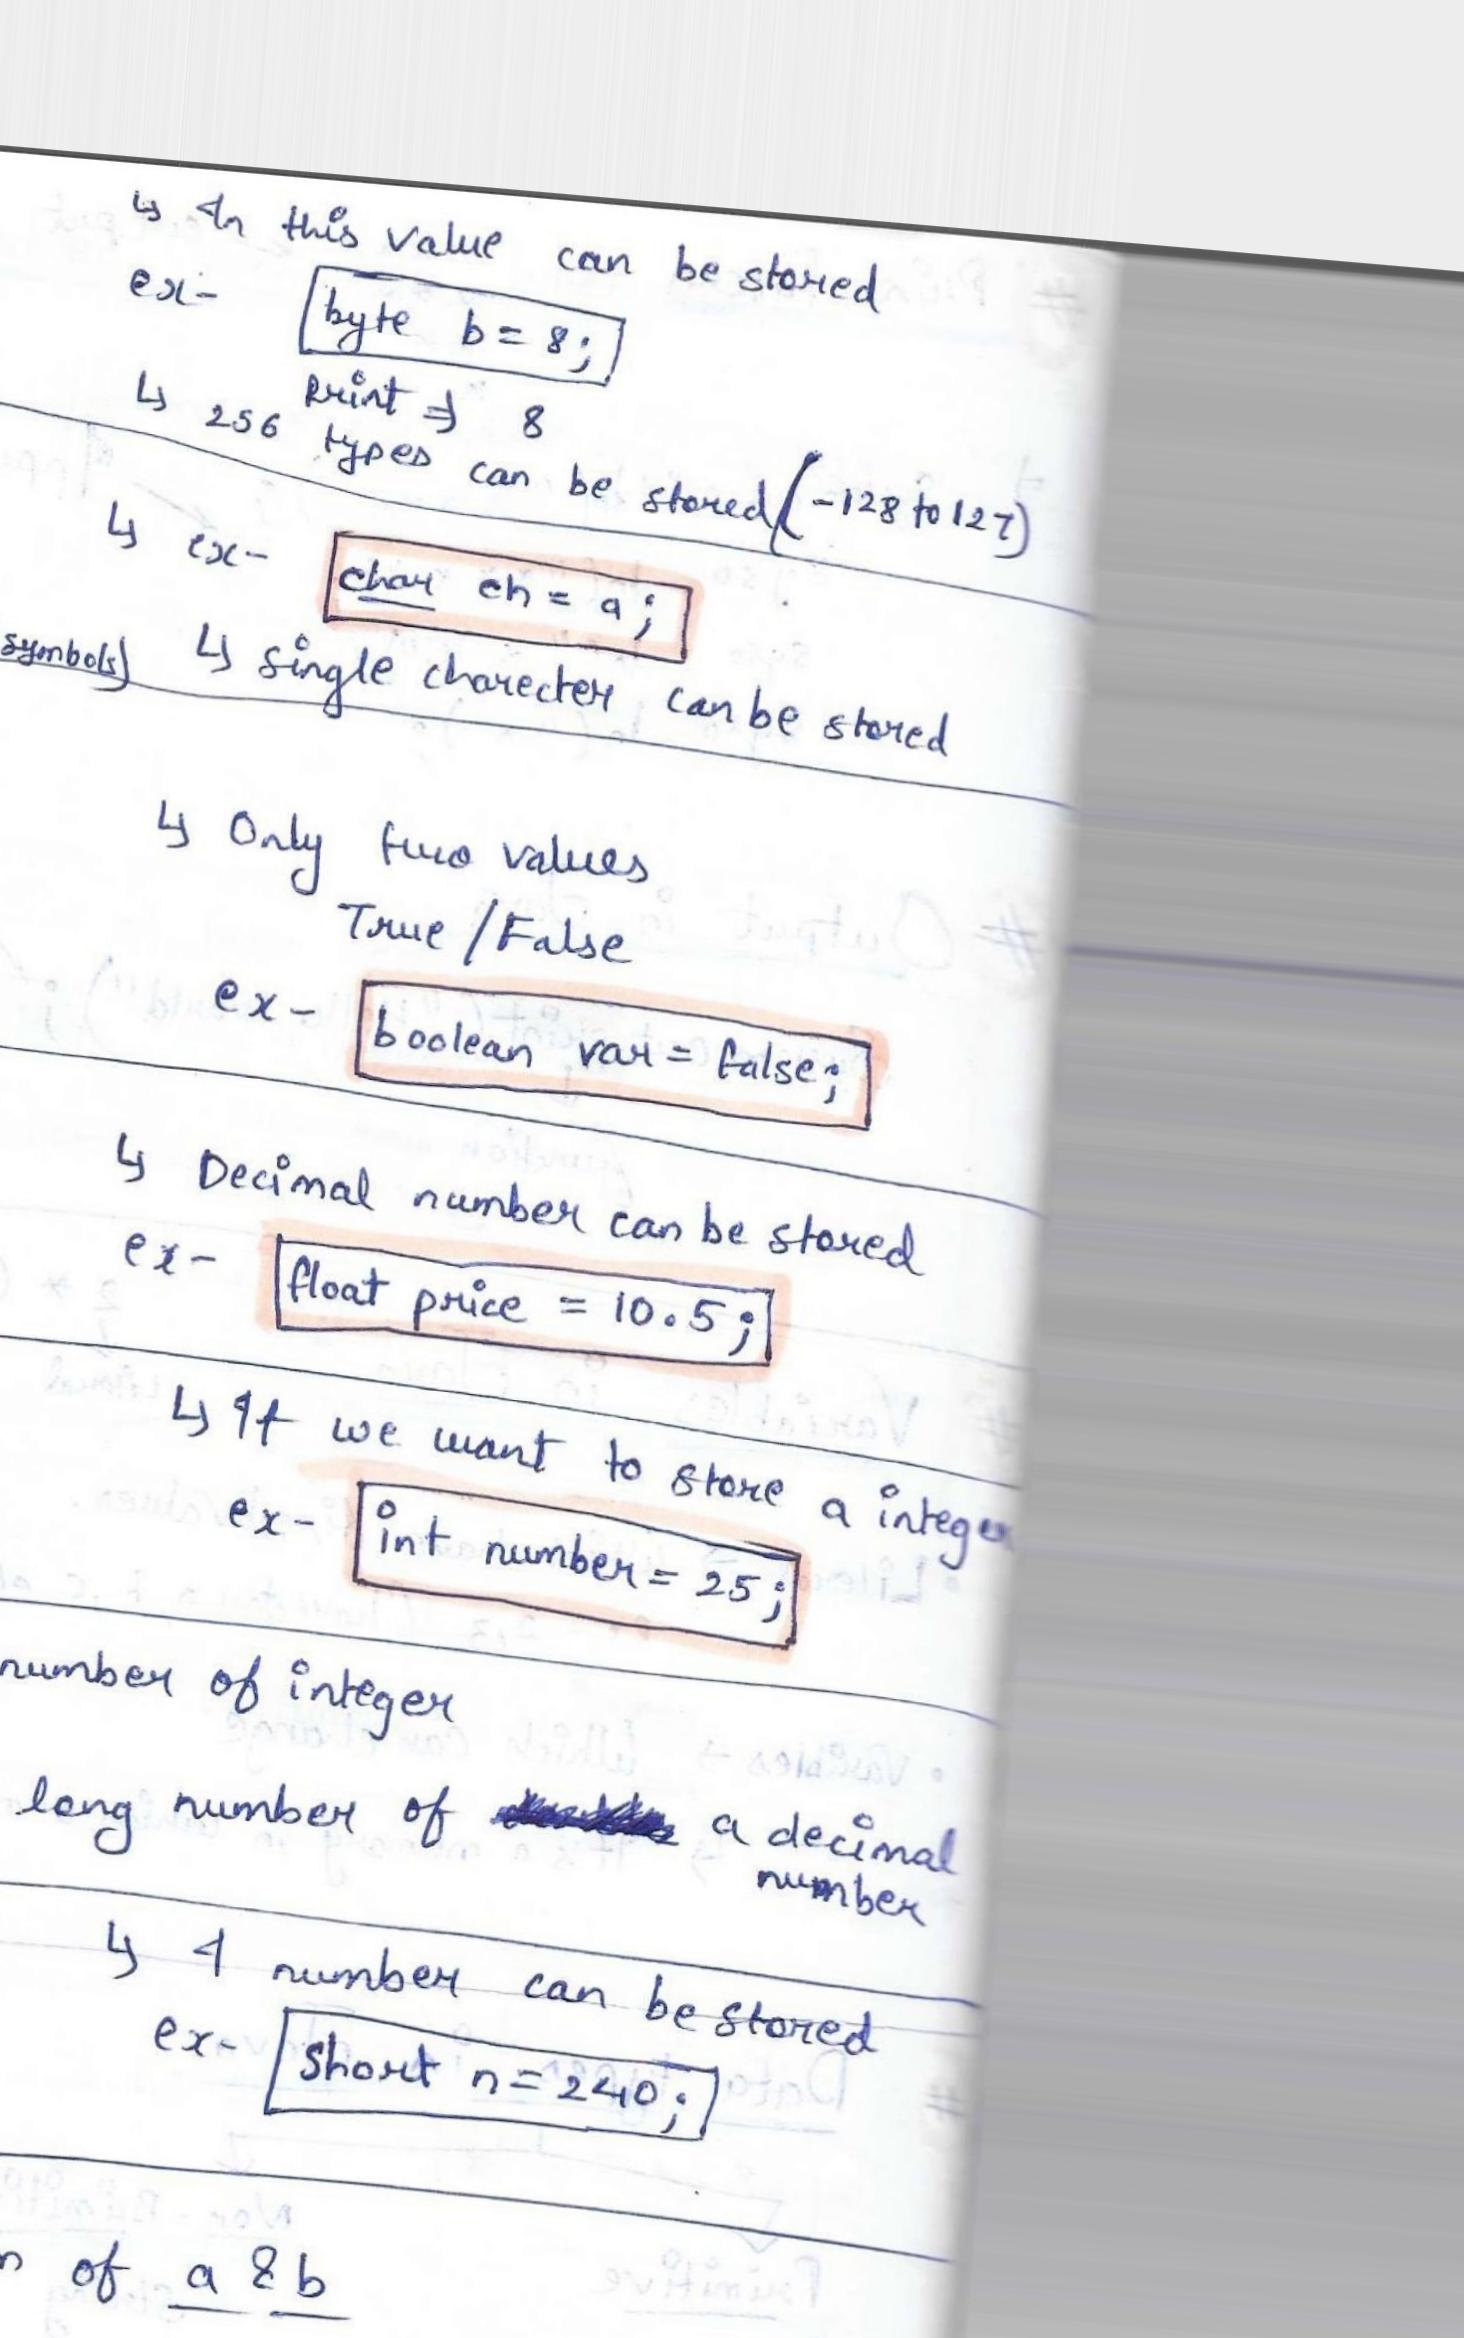 ↳ In this value can be stored
ex- byte b = 8;
print ⇒ 8
↳ 256 types can be stored (-128 to 127)
↳ ex- char ch = a;
symbols) ↳ single charecter can be stored
↳ Only two values
True / False
ex- boolean var = false;
↳ Decimal number can be stored
ex- float price = 10.5;
↳ If we want to store a integer
ex- int number = 25;
number of integer
long number of a decimal
number
↳ A number can be stored
ex- short n = 240;
of a & b